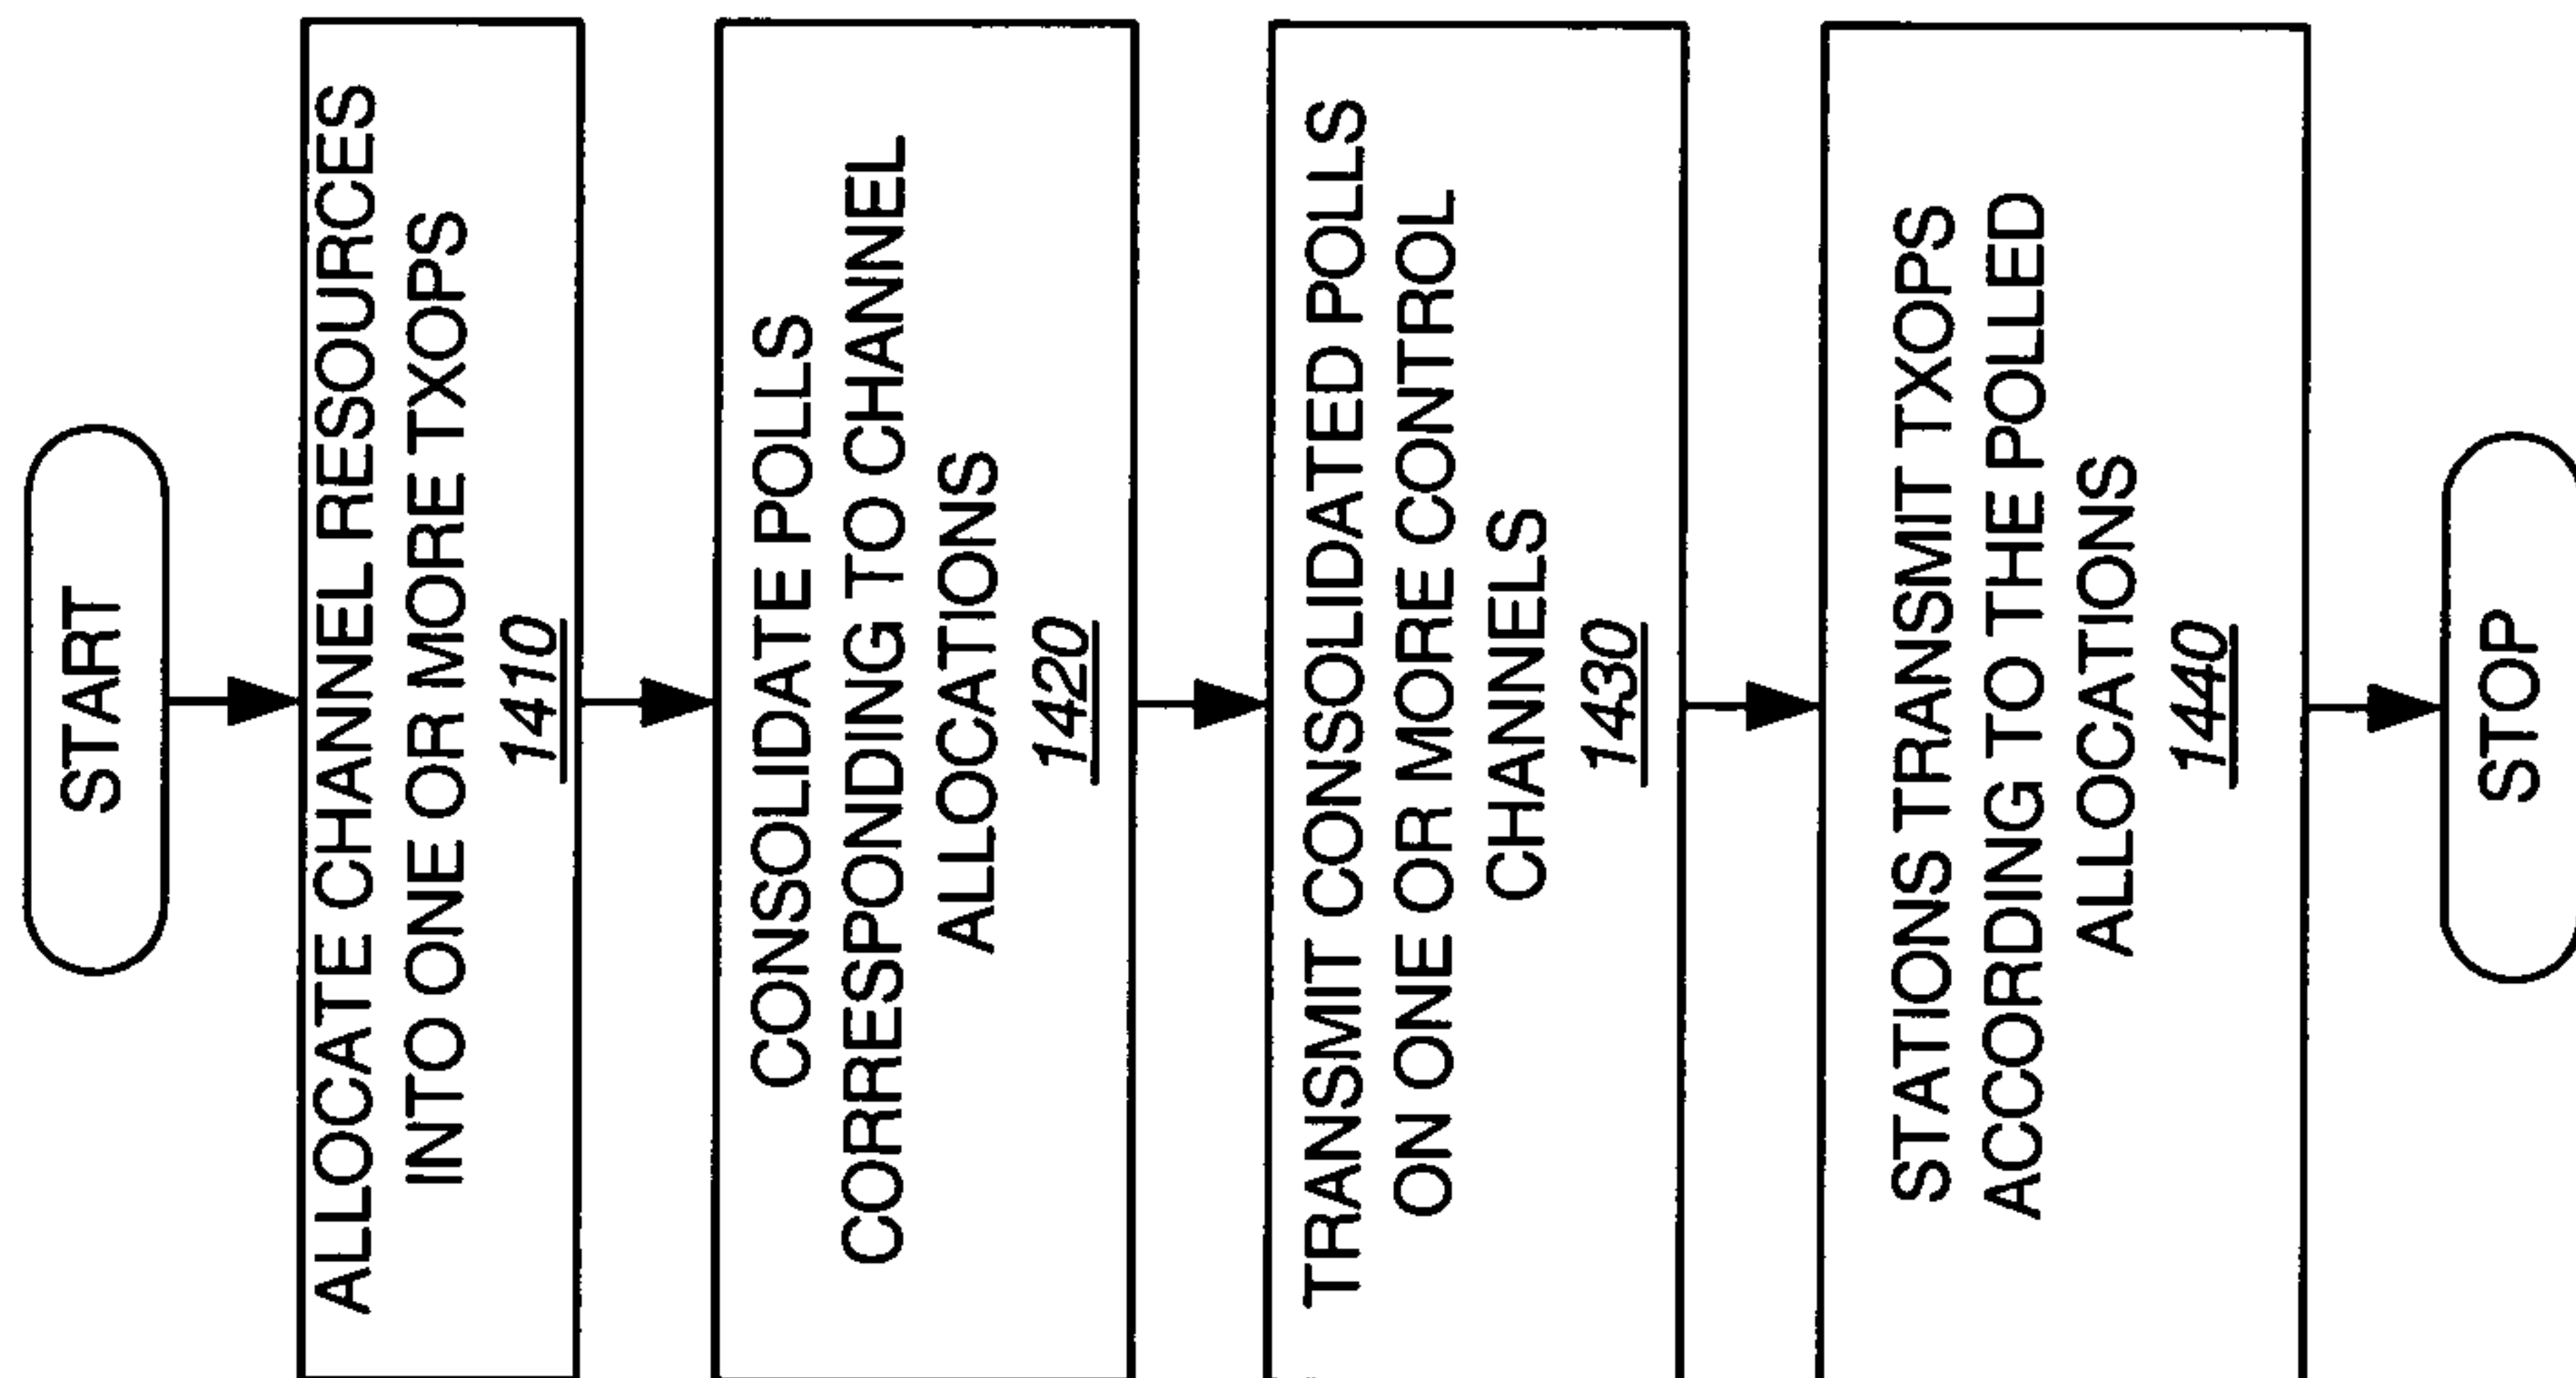 START
ALLOCATE CHANNEL RESOURCES
INTO ONE OR MORE TXOPS
1410
CONSOLIDATE POLLS
CORRESPONDING TO CHANNEL
ALLOCATIONS
1420
TRANSMIT CONSOLIDATED POLLS
ON ONE OR MORE CONTROL
CHANNELS
1430
STATIONS TRANSMIT TXOPS
ACCORDING TO THE POLLED
ALLOCATIONS
1440
STOP